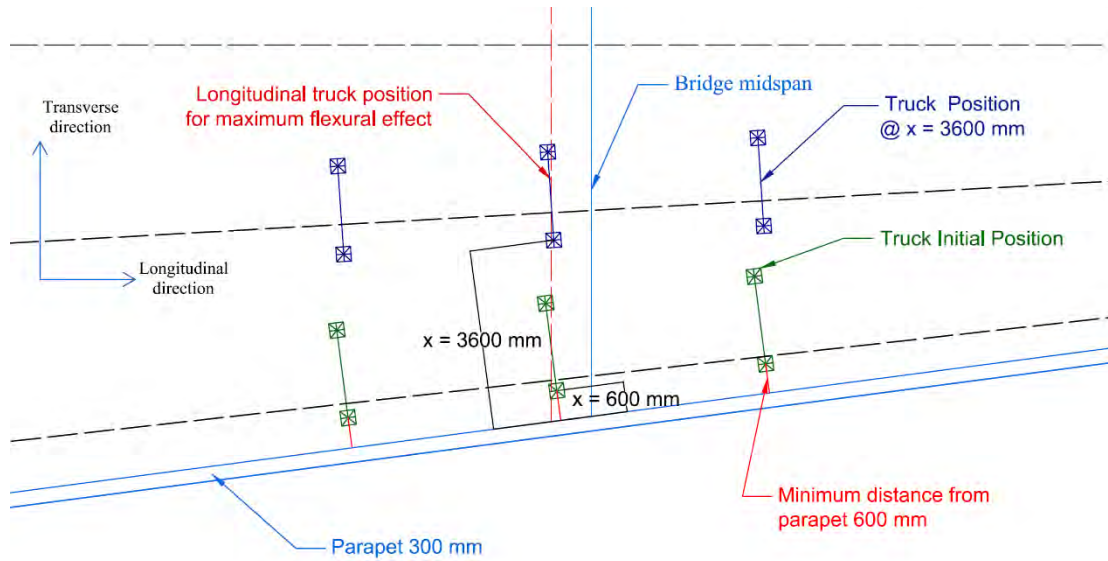 Transverse
direction
Longitudinal
direction
Longitudinal truck position
for maximum flexural effect
Bridge midspan
Truck Position
@ x = 3600 mm
Truck Initial Position
x = 3600 mm
x = 600 mm
Minimum distance from
parapet 600 mm
Parapet 300 mm